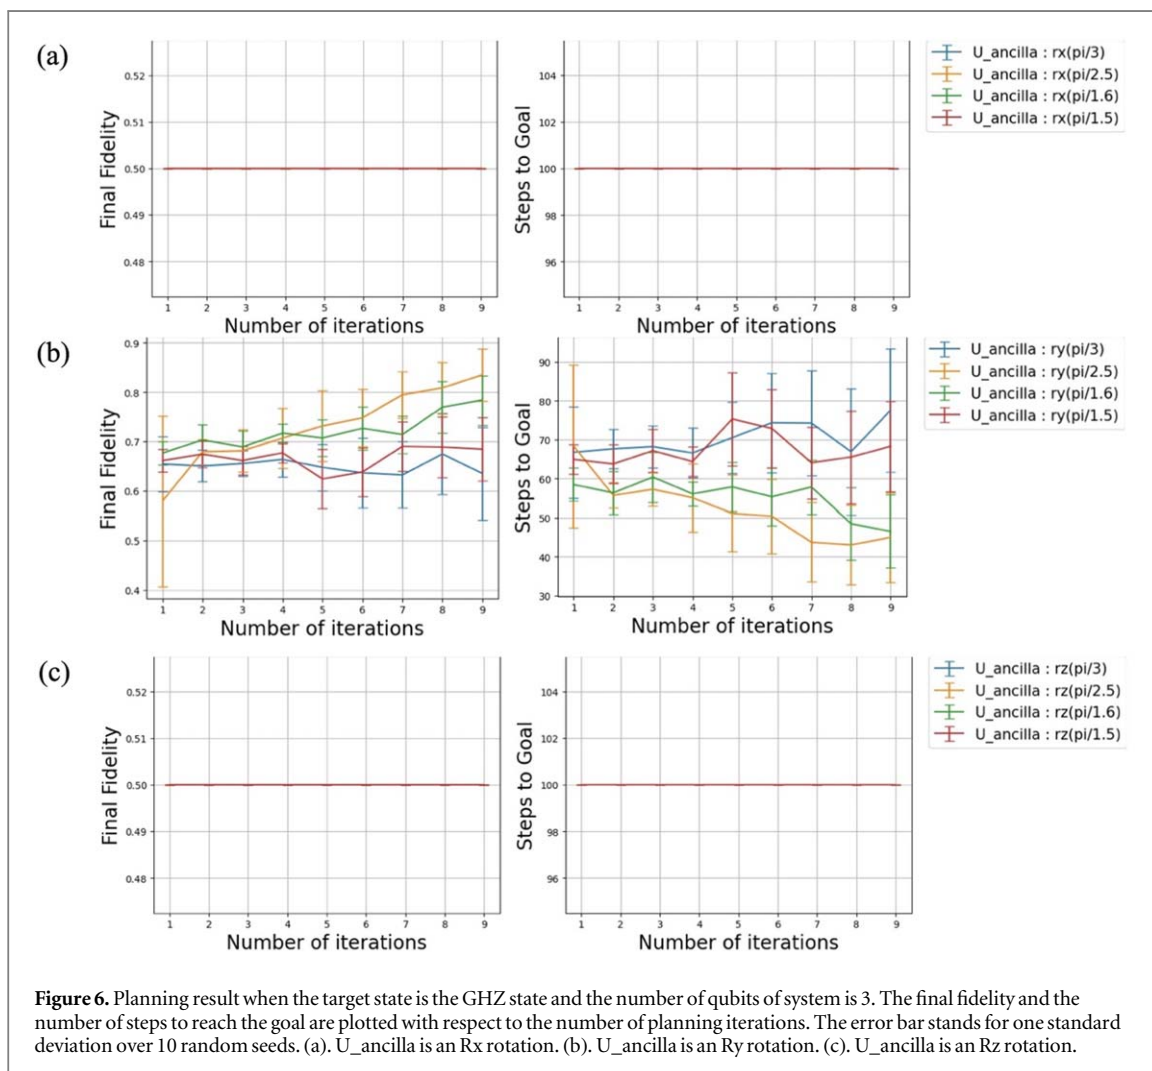 (a)
Final Fidelity
0.52
0.51
0.50
0.49
0.48
1 2 3 4 5 6 7 8 9
Number of iterations
Steps to Goal
104
102
100
98
96
1 2 3 4 5 6 7 8 9
Number of iterations
U_ancilla : rx(pi/3)
U_ancilla : rx(pi/2.5)
U_ancilla : rx(pi/1.6)
U_ancilla : rx(pi/1.5)
(b)
Final Fidelity
0.9
0.8
0.7
0.6
0.5
0.4
1 2 3 4 5 6 7 8 9
Number of iterations
Steps to Goal
90
80
70
60
50
40
30
1 2 3 4 5 6 7 8 9
Number of iterations
U_ancilla : ry(pi/3)
U_ancilla : ry(pi/2.5)
U_ancilla : ry(pi/1.6)
U_ancilla : ry(pi/1.5)
(c)
Final Fidelity
0.52
0.51
0.50
0.49
0.48
1 2 3 4 5 6 7 8 9
Number of iterations
Steps to Goal
104
102
100
98
96
1 2 3 4 5 6 7 8 9
Number of iterations
U_ancilla : rz(pi/3)
U_ancilla : rz(pi/2.5)
U_ancilla : rz(pi/1.6)
U_ancilla : rz(pi/1.5)
Figure 6. Planning result when the target state is the GHZ state and the number of qubits of system is 3. The final fidelity and the
number of steps to reach the goal are plotted with respect to the number of planning iterations. The error bar stands for one standard
deviation over 10 random seeds. (a). U_ancilla is an Rx rotation. (b). U_ancilla is an Ry rotation. (c). U_ancilla is an Rz rotation.